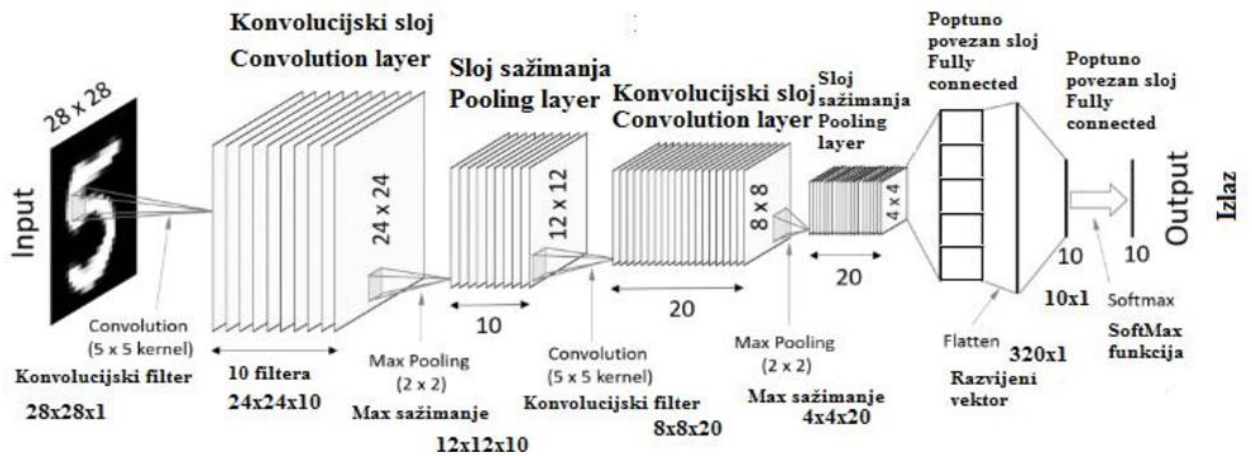 Konvolucijski sloj
Convolution layer
Sloj sažimanja
Pooling layer
Konvolucijski sloj
Convolution layer
Sloj
sažimanja
Pooling
layer
Poptuno
povezan sloj
Fully
connected
Poptuno
povezan sloj
Fully
connected
Input
28 x 28
24 x 24
12 x 12
8 x 8
4 x 4
Output
Izlaz
Convolution
(5 x 5 kernel)
Konvolucijski filter
28x28x1
10 filtera
24x24x10
Max Pooling
(2 x 2)
Max sažimanje
12x12x10
10
Convolution
(5 x 5 kernel)
Konvolucijski filter
8x8x20
20
Max Pooling
(2 x 2)
Max sažimanje
4x4x20
20
Flatten
320x1
Razvijeni
vektor
10
10x1
10
Softmax
SoftMax
funkcija